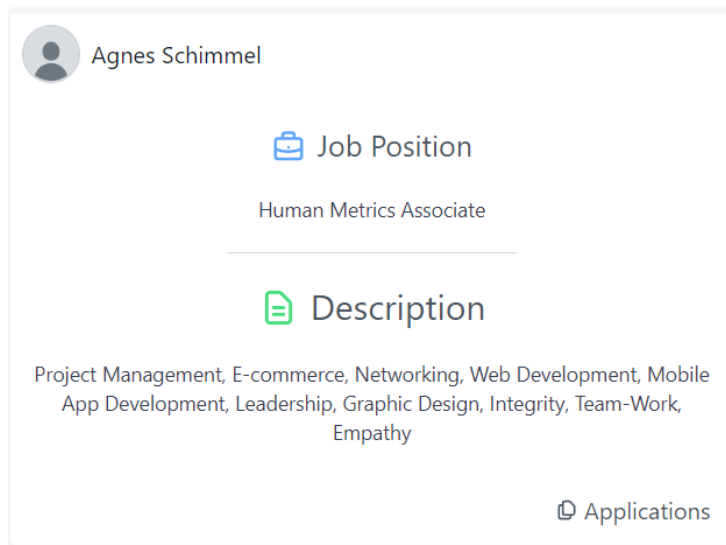 Agnes Schimmel
Job Position
Human Metrics Associate
Description
Project Management, E-commerce, Networking, Web Development, Mobile
App Development, Leadership, Graphic Design, Integrity, Team-Work,
Empathy
Applications